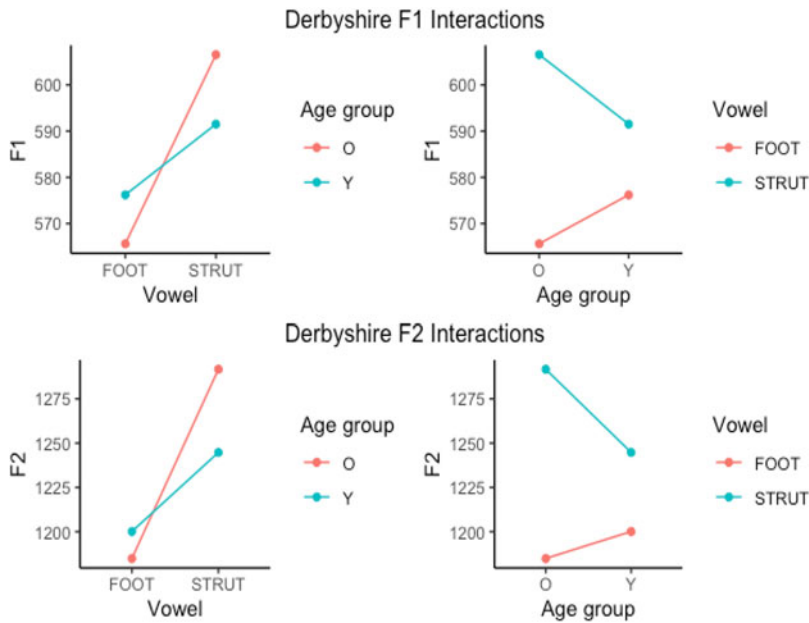 Derbyshire F1 Interactions
F1
600
590
580
570
FOOT STRUT
Vowel
Age group
O
Y
F1
600
590
580
570
O Y
Age group
Vowel
FOOT
STRUT
Derbyshire F2 Interactions
F2
1275
1250
1225
1200
FOOT STRUT
Vowel
Age group
O
Y
F2
1275
1250
1225
1200
O Y
Age group
Vowel
FOOT
STRUT